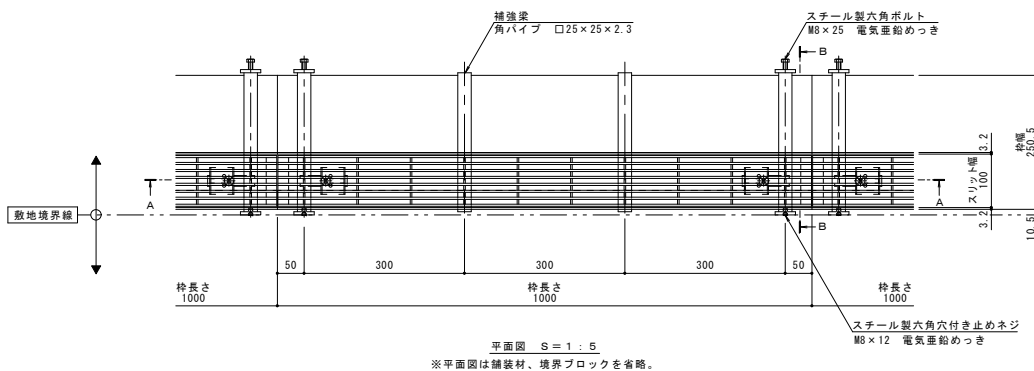 補強梁
角パイプ □25×25×2.3
スチール製六角ボルト
M8×25 電気亜鉛めっき
B
3.2
枠幅
250.5
スリット幅
100
A
A
敷地境界線
3.2
10.5
B
50
300
300
300
50
枠長さ
1000
枠長さ
1000
枠長さ
1000
スチール製六角穴付き止めネジ
M8×12 電気亜鉛めっき
平面図 S=1:5
※平面図は舗装材、境界ブロックを省略。